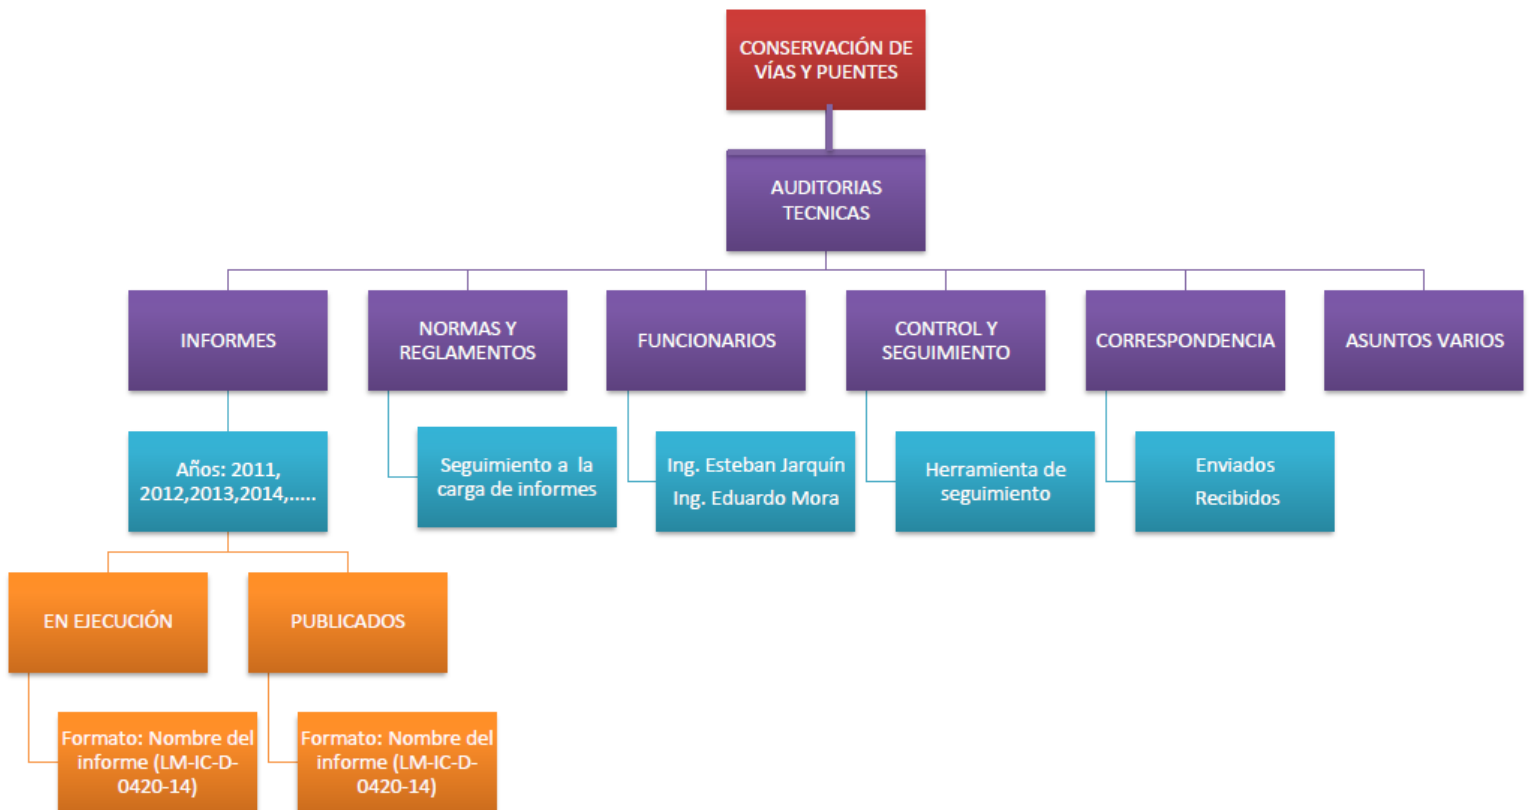 CONSERVACIÓN DE
VÍAS Y PUENTES
AUDITORIAS
TECNICAS
INFORMES
NORMAS Y
REGLAMENTOS
FUNCIONARIOS
CONTROL Y
SEGUIMIENTO
CORRESPONDENCIA
ASUNTOS VARIOS
Años: 2011,
2012,2013,2014,.....
Seguimiento a la
carga de informes
Ing. Esteban Jarquín
Ing. Eduardo Mora
Herramienta de
seguimiento
Enviados
Recibidos
EN EJECUCIÓN
PUBLICADOS
Formato: Nombre del
informe (LM-IC-D-
0420-14)
Formato: Nombre del
informe (LM-IC-D-
0420-14)